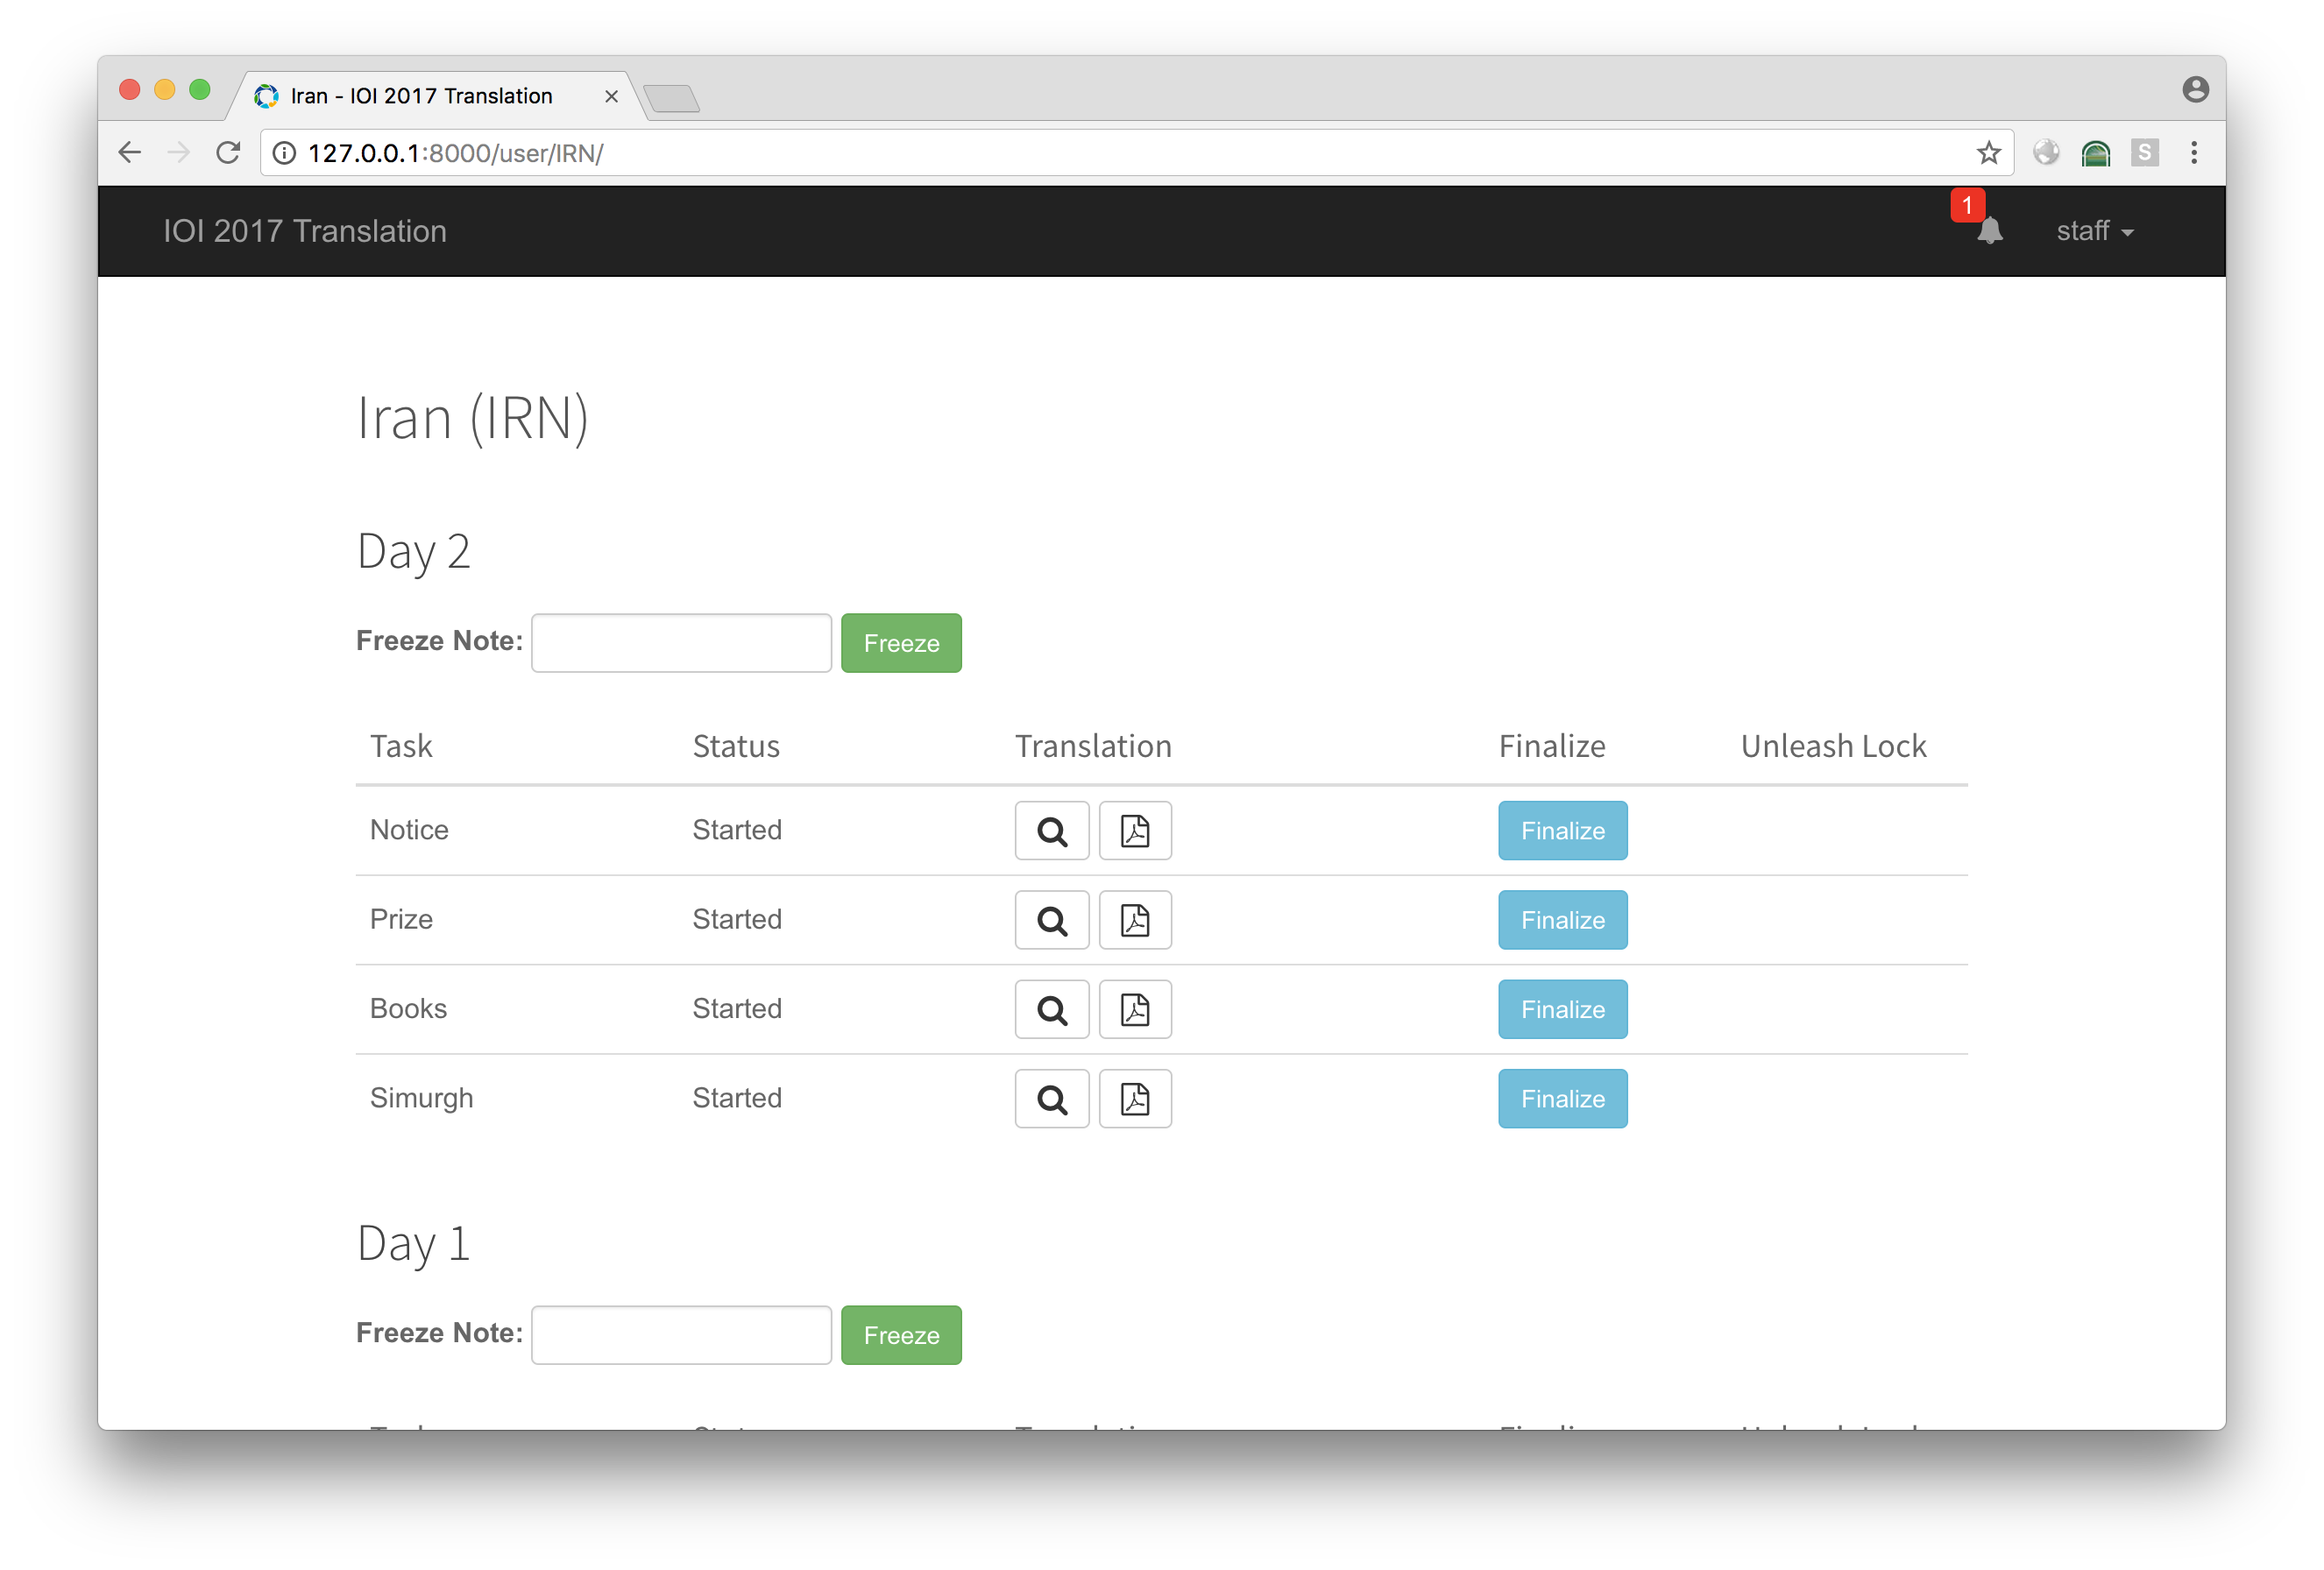 Iran - IOI 2017 Translation
127.0.0.1:8000/user/IRN/
S
IOI 2017 Translation
1
staff
Iran (IRN)
Day 2
Freeze Note: Freeze
Task Status Translation Finalize Unleash Lock
Notice Started Finalize
Prize Started Finalize
Books Started Finalize
Simurgh Started Finalize
Day 1
Freeze Note: Freeze